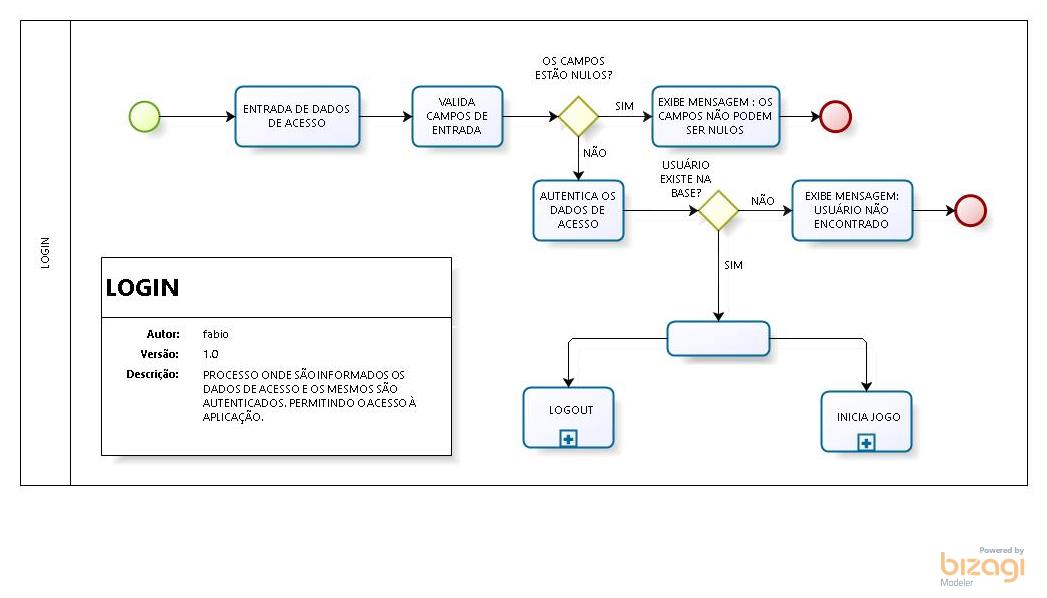 OS CAMPOS
ESTÃO NULOS?
ENTRADA DE DADOS
DE ACESSO
VALIDA
CAMPOS DE
ENTRADA
SIM
EXIBE MENSAGEM : OS
CAMPOS NÃO PODEM
SER NULOS
NÃO
USUÁRIO
EXISTE NA
BASE?
AUTENTICA OS
DADOS DE
ACESSO
NÃO
EXIBE MENSAGEM:
USUÁRIO NÃO
ENCONTRADO
SIM
LOGIN
LOGIN
Autor: fabio
Versão: 1.0
Descrição: PROCESSO ONDE SÃO INFORMADOS OS
DADOS DE ACESSO E OS MESMOS SÃO
AUTENTICADOS. PERMITINDO O ACESSO À
APLICAÇÃO.
LOGOUT
INICIA JOGO
Powered by
bizagi
Modeler